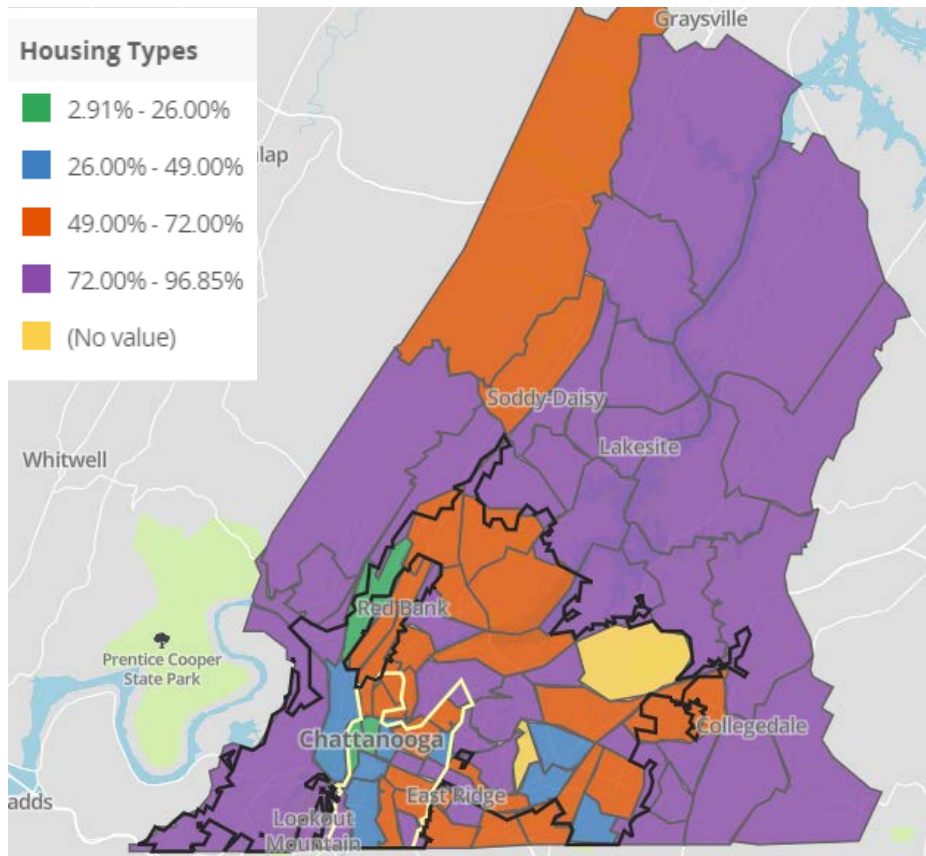 Graysville
Housing Types
2.91% - 26.00%
26.00% - 49.00%
49.00% - 72.00%
72.00% - 96.85%
(No value)
lap
Soddy-Daisy
Lakesite
Whitwell
Red Bank
Prentice Cooper
State Park
Collegedale
Chattanooga
East Ridge
adds
Lookout
Mountain